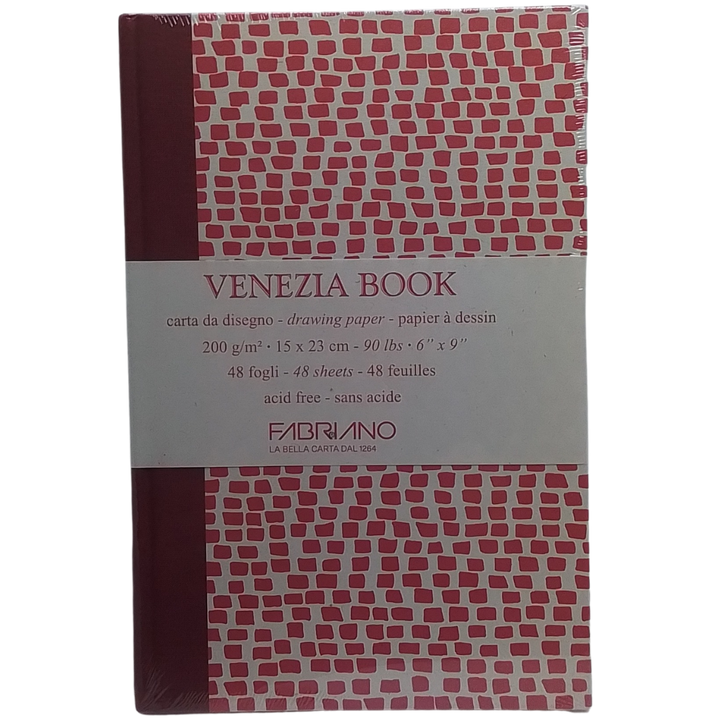 VENEZIA BOOK
carta da disegno - drawing paper - papier à dessin
200 g/m² · 15 x 23 cm - 90 lbs · 6" x 9"
48 fogli - 48 sheets - 48 feuilles
acid free - sans acide
FABRIANO
LA BELLA CARTA DAL 1264